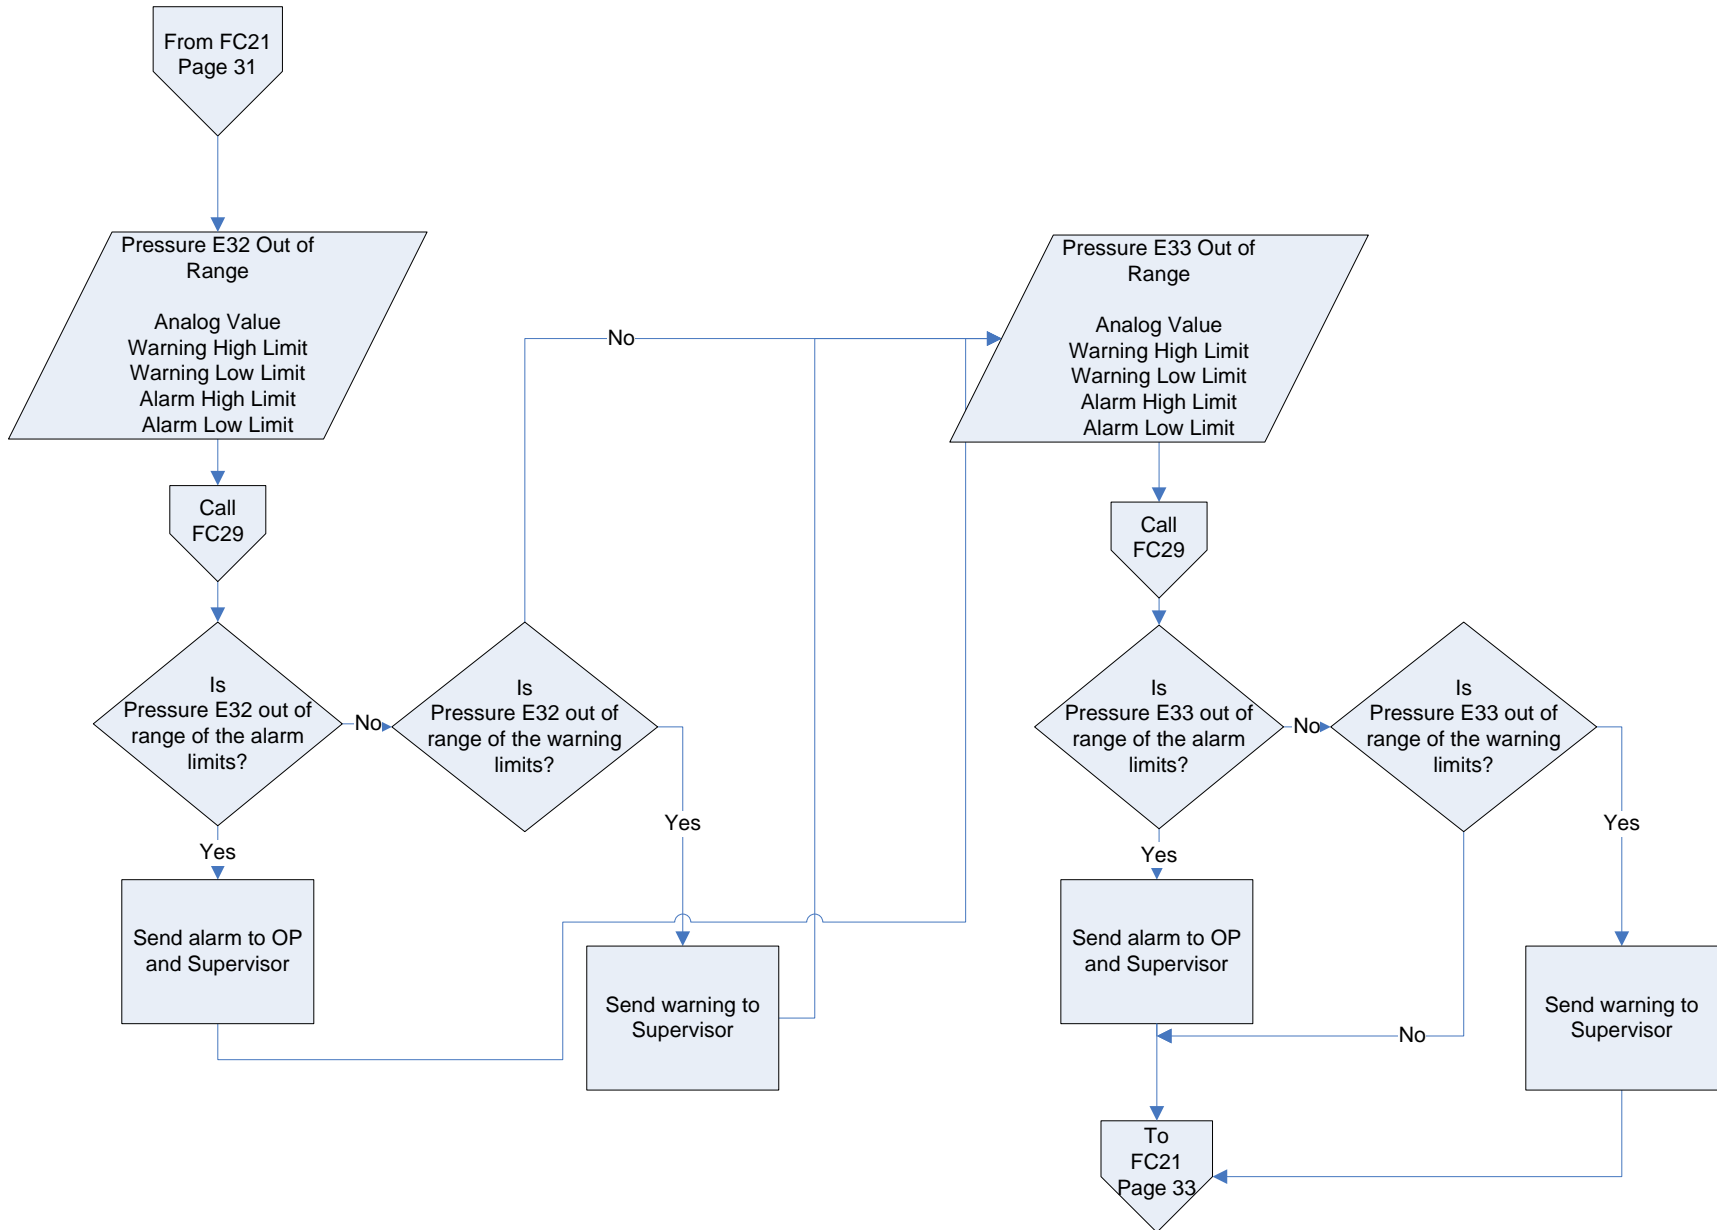 From FC21
Page 31
Pressure E32 Out of
Range
Analog Value
Warning High Limit
Warning Low Limit
Alarm High Limit
Alarm Low Limit
Call
FC29
Is
Pressure E32 out of
range of the alarm
limits?
No
Is
Pressure E32 out of
range of the warning
limits?
No
Yes
Yes
Send alarm to OP
and Supervisor
Send warning to
Supervisor
Pressure E33 Out of
Range
Analog Value
Warning High Limit
Warning Low Limit
Alarm High Limit
Alarm Low Limit
Call
FC29
Is
Pressure E33 out of
range of the alarm
limits?
No
Is
Pressure E33 out of
range of the warning
limits?
Yes
Yes
Send alarm to OP
and Supervisor
No
Send warning to
Supervisor
To
FC21
Page 33